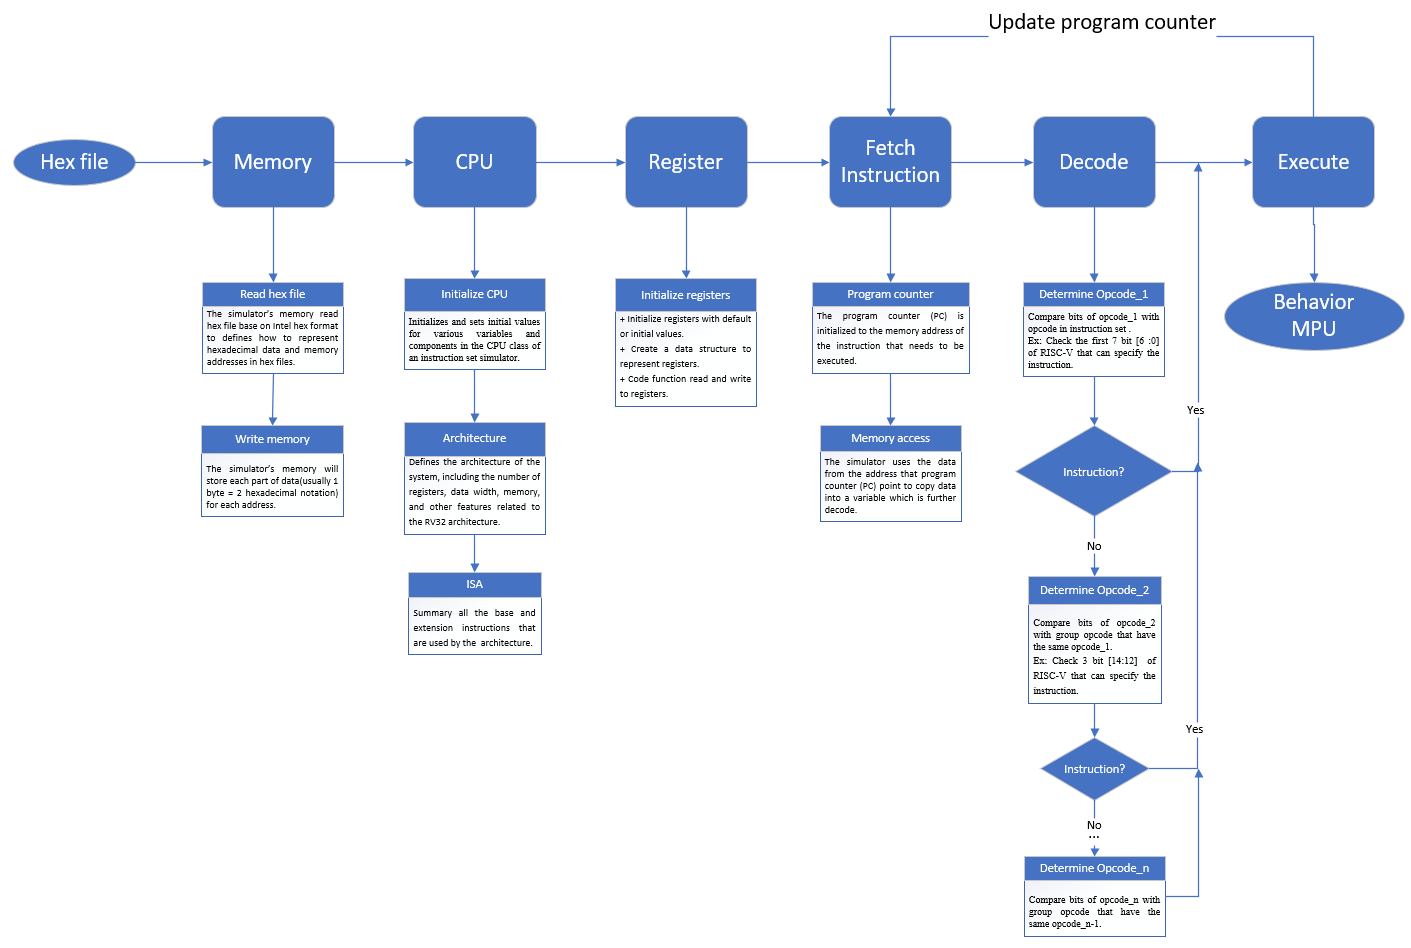 Update program counter
Hex file
Memory
CPU
Register
Fetch
Instruction
Decode
Execute
Read hex file
The simulator's memory read
hex file base on Intel hex format
to defines how to represent
hexadecimal data and memory
addresses in hex files.
Write memory
The simulator's memory will
store each part of data(usually 1
byte = 2 hexadecimal notation)
for each address.
Initialize CPU
Initializes and sets initial values
for various variables and
components in the CPU class of
an instruction set simulator.
Architecture
Defines the architecture of the
system, including the number of
registers, data width, memory,
and other features related to
the RV32 architecture.
ISA
Summary all the base and
extension instructions that
are used by the architecture.
Initialize registers
+ Initialize registers with default
or initial values.
+ Create a data structure to
represent registers.
+ Code function read and write
to registers.
Program counter
The program counter (PC) is
initialized to the memory address of
the instruction that needs to be
executed.
Memory access
The simulator uses the data
from the address that program
counter (PC) point to copy data
into a variable which is further
decode.
Determine Opcode_1
Compare bits of opcode_1 with
opcode in instruction set .
Ex: Check the first 7 bit [6 :0]
of RISC-V that can specify the
instruction.
Instruction?
Yes
No
Determine Opcode_2
Compare bits of opcode_2
with group opcode that have
the same opcode_1.
Ex: Check 3 bit [14:12] of
RISC-V that can specify the
instruction.
Yes
Instruction?
No
...
Determine Opcode_n
Compare bits of opcode_n with
group opcode that have the
same opcode_n-1.
Behavior
MPU